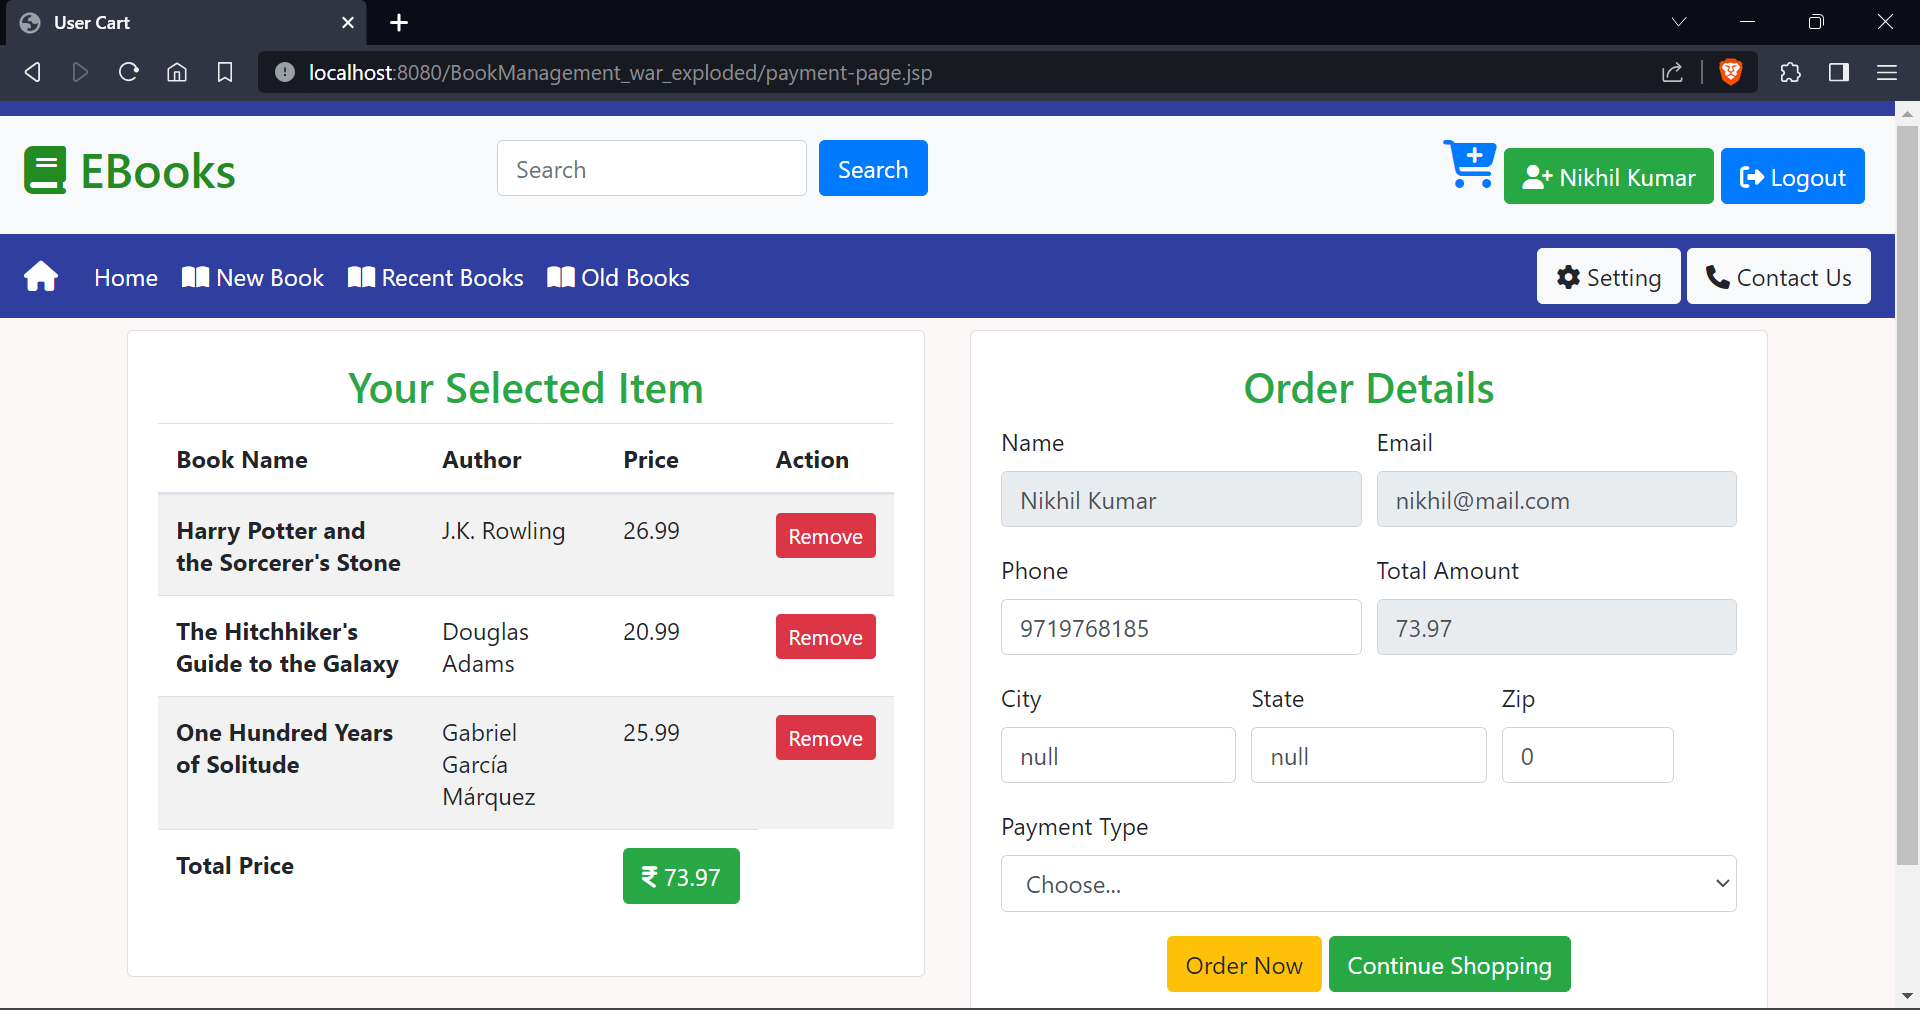 User Cart
localhost:8080/BookManagement_war_exploded/payment-page.jsp
EBooks
Search Search Nikhil Kumar Logout
Home New Book Recent Books Old Books Setting Contact Us
Your Selected Item
Book Name Author Price Action
Harry Potter and
the Sorcerer's Stone
J.K. Rowling
26.99
Remove
The Hitchhiker's
Guide to the Galaxy
Douglas
Adams
20.99
Remove
One Hundred Years
of Solitude
Gabriel
García
Márquez
25.99
Remove
Total Price ₹ 73.97
Order Details
Name Email
Nikhil Kumar nikhil@mail.com
Phone Total Amount
9719768185 73.97
City State Zip
null null 0
Payment Type
Choose...
Order Now Continue Shopping